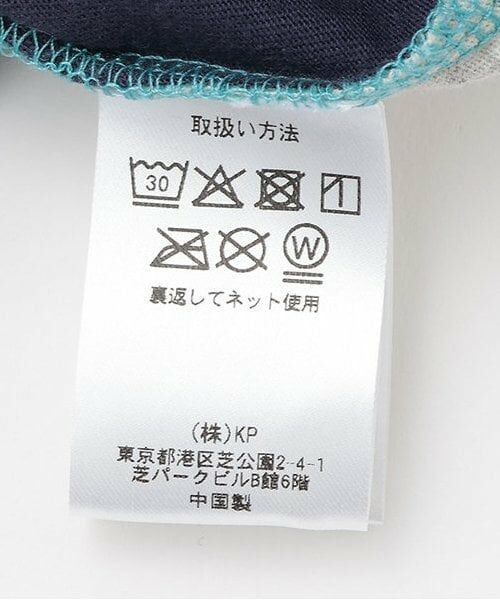 取扱い方法
30
W
裏返してネット使用
(株)KP
東京都港区芝公園2-4-1
芝パークビルB館6階
中国製